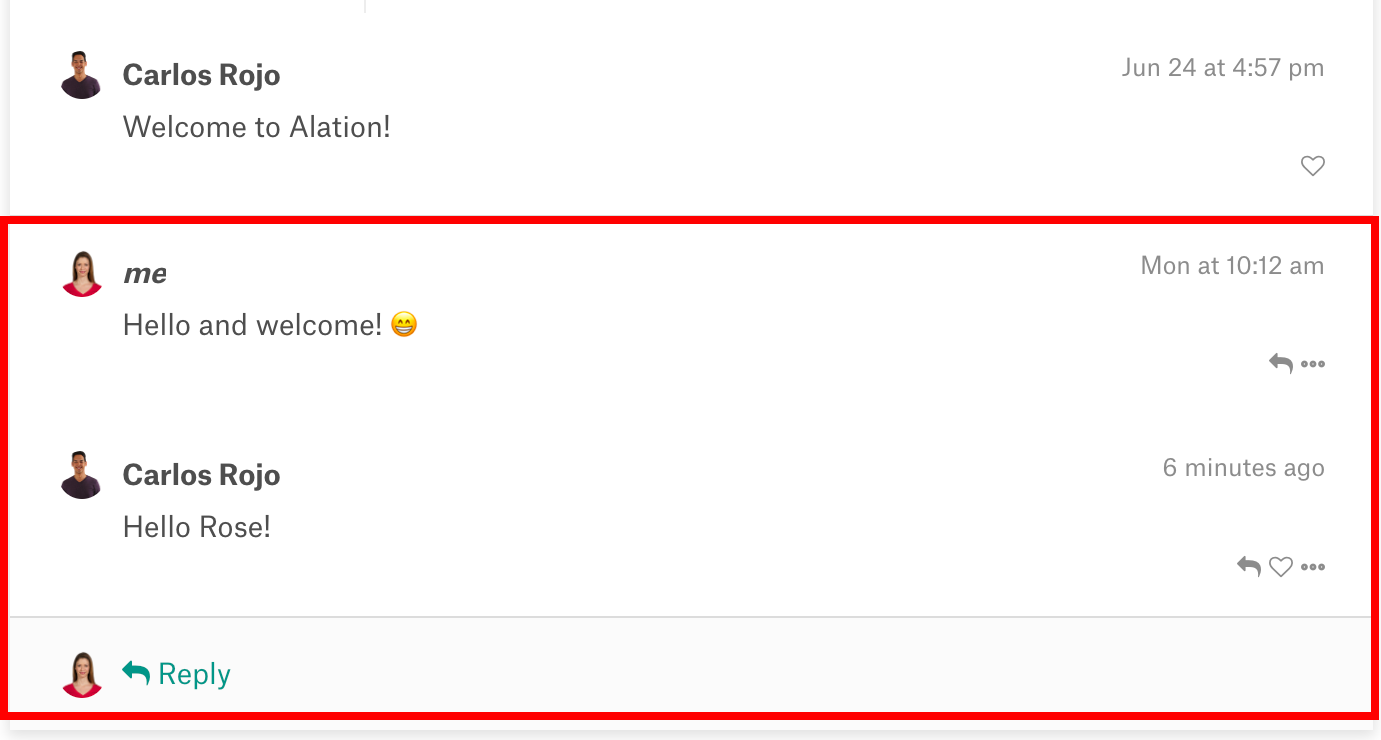 Carlos Rojo
Jun 24 at 4:57 pm
Welcome to Alation!
me
Mon at 10:12 am
Hello and welcome! 😁
Carlos Rojo
6 minutes ago
Hello Rose!
Reply